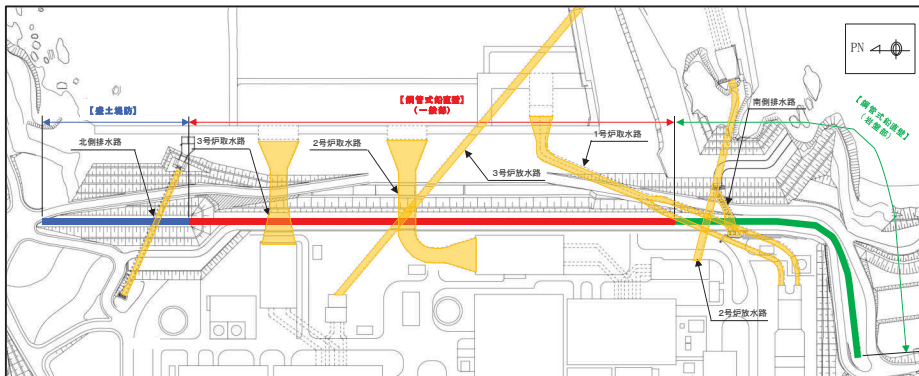 PN
【盛土堤防】
【鋼管式鉛直壁】
(一般部)
【鋼管式鉛直壁】
(岩盤部)
北側排水路
3号炉取水路
2号炉取水路
3号炉放水路
1号炉取水路
南側排水路
2号炉放水路